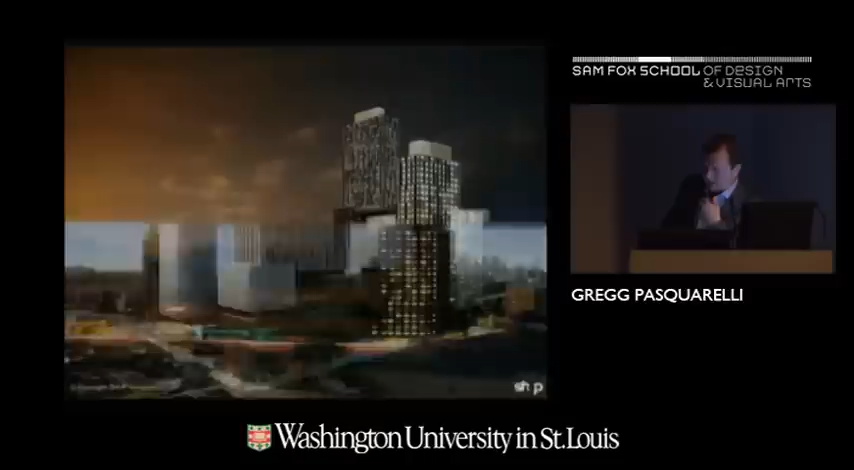 SAM FOX SCHOOL OF DESIGN
& VISUAL ARTS
GREGG PASQUARELLI
shop
Washington University in St. Louis